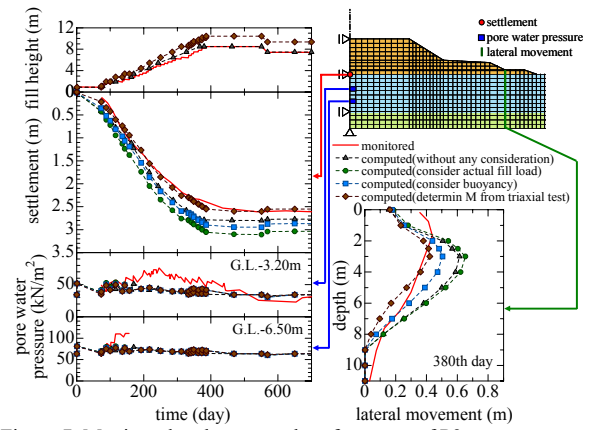 12
8
4
0
fill height (m)
0.5
1
1.5
2
2.5
3
3.5
settlement (m)
G.L.-3.20m
100
50
0
G.L.-6.50m
100
50
0
pore water
pressure (kN/m²)
0 200 400 600
time (day)
settlement
pore water pressure
lateral movement
monitored
computed(without any consideration)
computed(consider actual fill load)
computed(consider buoyancy)
computed(determin M from triaxial test)
0
2
4
6
8
10
depth (m)
380th day
0 0.2 0.4 0.6 0.8
lateral movement (m)